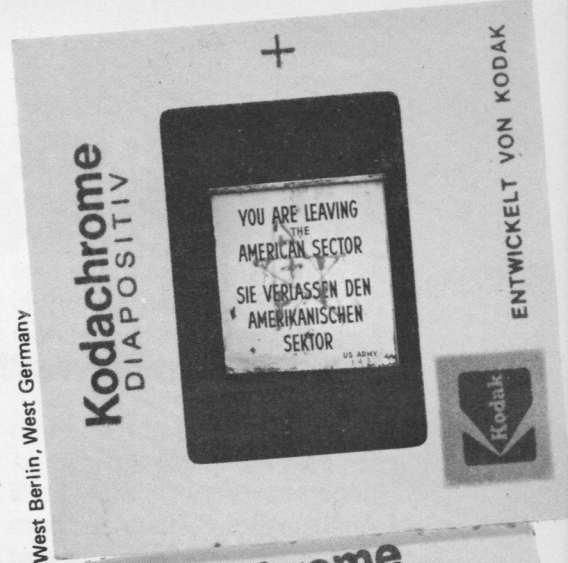 West Berlin, West Germany
Kodachrome
DIAPOSITIV
YOU ARE LEAVING
THE
AMERICAN SECTOR
SIE VERLASSEN DEN
AMERIKANISCHEN
SEKTOR
US ARMY
ENTWICKELT VON KODAK
Kodak